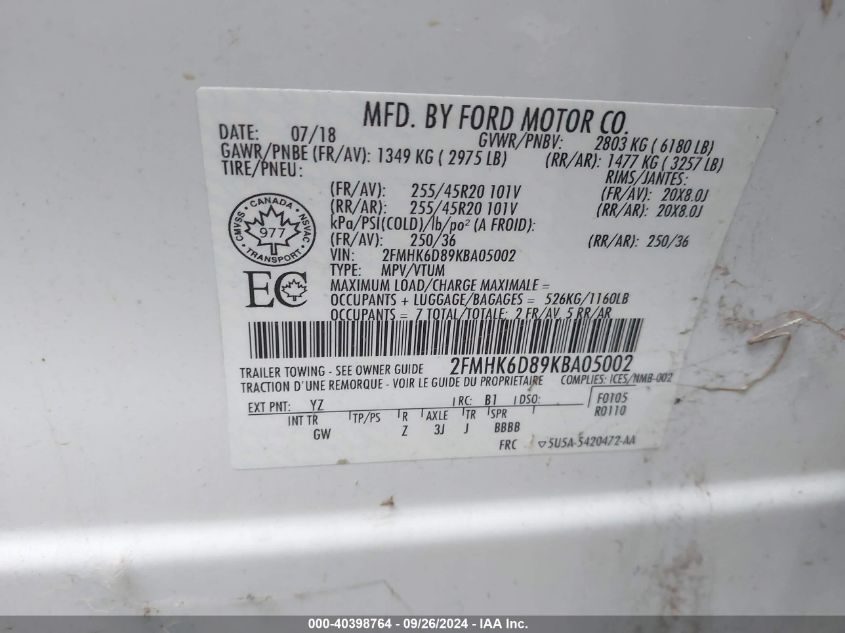 MFD. BY FORD MOTOR CO.
DATE: 07/18 GVWR/PNBV: 2803 KG ( 6180 LB)
GAWR/PNBE (FR/AV): 1349 KG ( 2975 LB) (RR/AR): 1477 KG ( 3257 LB)
TIRE/PNEU: RIMS/JANTES:
(FR/AV): 255/45R20 101V (FR/AV): 20X8.0J
(RR/AR): 255/45R20 101V (RR/AR): 20X8.0J
kPa/PSI(COLD)/lb/po² (A FROID):
(FR/AV): 250/36 (RR/AR): 250/36
VIN: 2FMHK6D89KBA05002
TYPE: MPV/VTUM
CANADA
CMVSS NSVAC
977
TRANSPORT
EC
MAXIMUM LOAD/CHARGE MAXIMALE =
OCCUPANTS + LUGGAGE/BAGAGES = 526KG/1160LB
OCCUPANTS = 7 TOTAL/TOTALE: 2 FR/AV 5 RR/AR
TRAILER TOWING - SEE OWNER GUIDE 2FMHK6D89KBA05002
TRACTION D'UNE REMORQUE - VOIR LE GUIDE DU PROPRIETAIRE COMPLIES: ICES/NMB-002
EXT PNT: YZ RC: B1 DSO: F0105
INT TR TP/PS R AXLE TR SPR R0110
GW Z 3J J BBBB
FRC 5U5A-5420472-AA
000-40398764 - 09/26/2024 - IAA Inc.